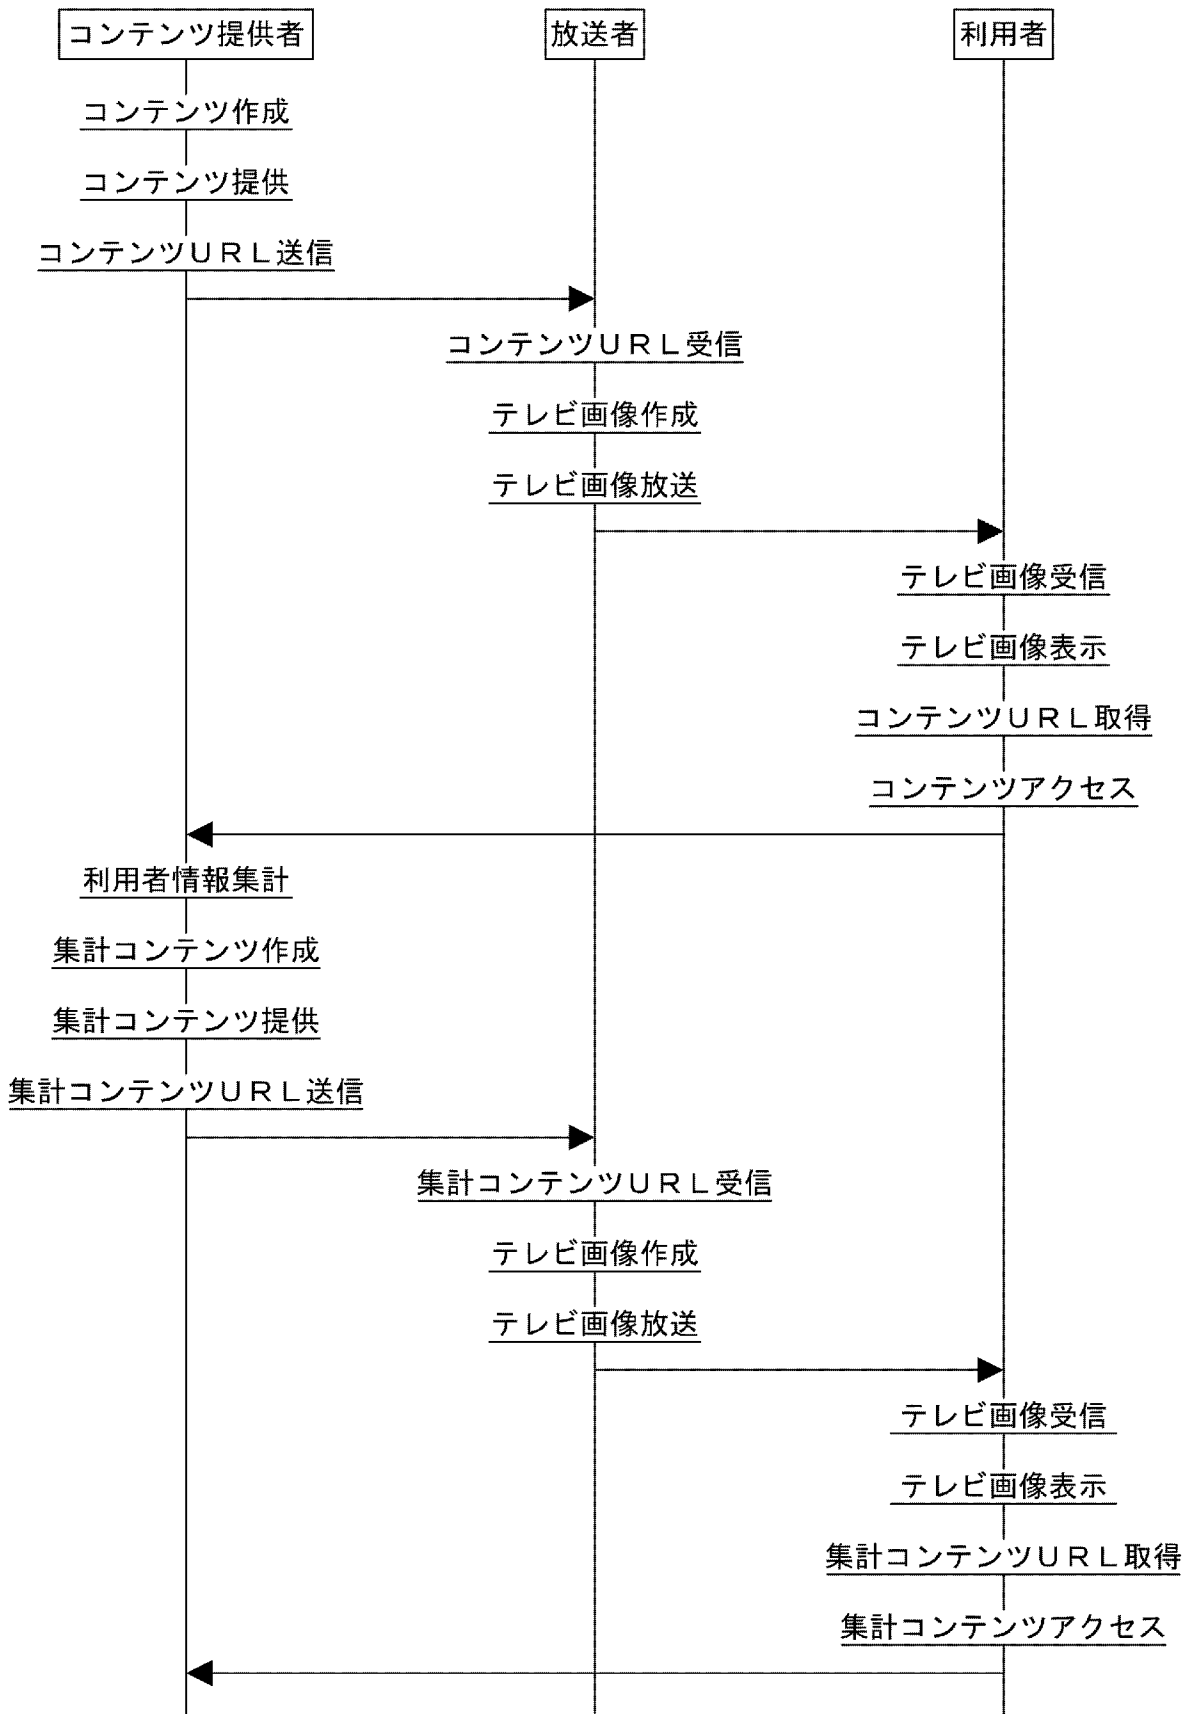 コンテンツ提供者
放送者
利用者
コンテンツ作成
コンテンツ提供
コンテンツＵＲＬ送信
コンテンツＵＲＬ受信
テレビ画像作成
テレビ画像放送
テレビ画像受信
テレビ画像表示
コンテンツＵＲＬ取得
コンテンツアクセス
利用者情報集計
集計コンテンツ作成
集計コンテンツ提供
集計コンテンツＵＲＬ送信
集計コンテンツＵＲＬ受信
テレビ画像作成
テレビ画像放送
テレビ画像受信
テレビ画像表示
集計コンテンツＵＲＬ取得
集計コンテンツアクセス